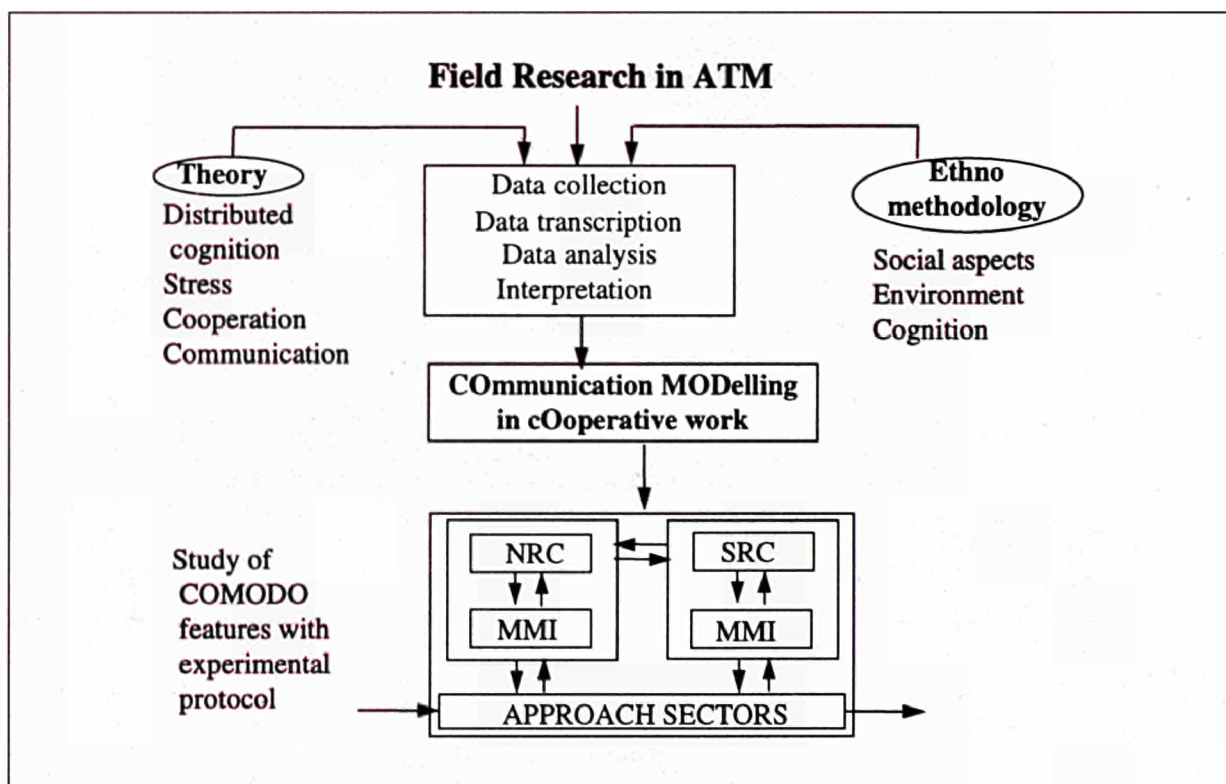 Field Research in ATM
Theory
Distributed
cognition
Stress
Cooperation
Communication
Data collection
Data transcription
Data analysis
Interpretation
Ethno
methodology
Social aspects
Environment
Cognition
COmmunication MODelling
in cOoperative work
Study of
COMODO
features with
experimental
protocol
NRC
MMI
SRC
MMI
APPROACH SECTORS